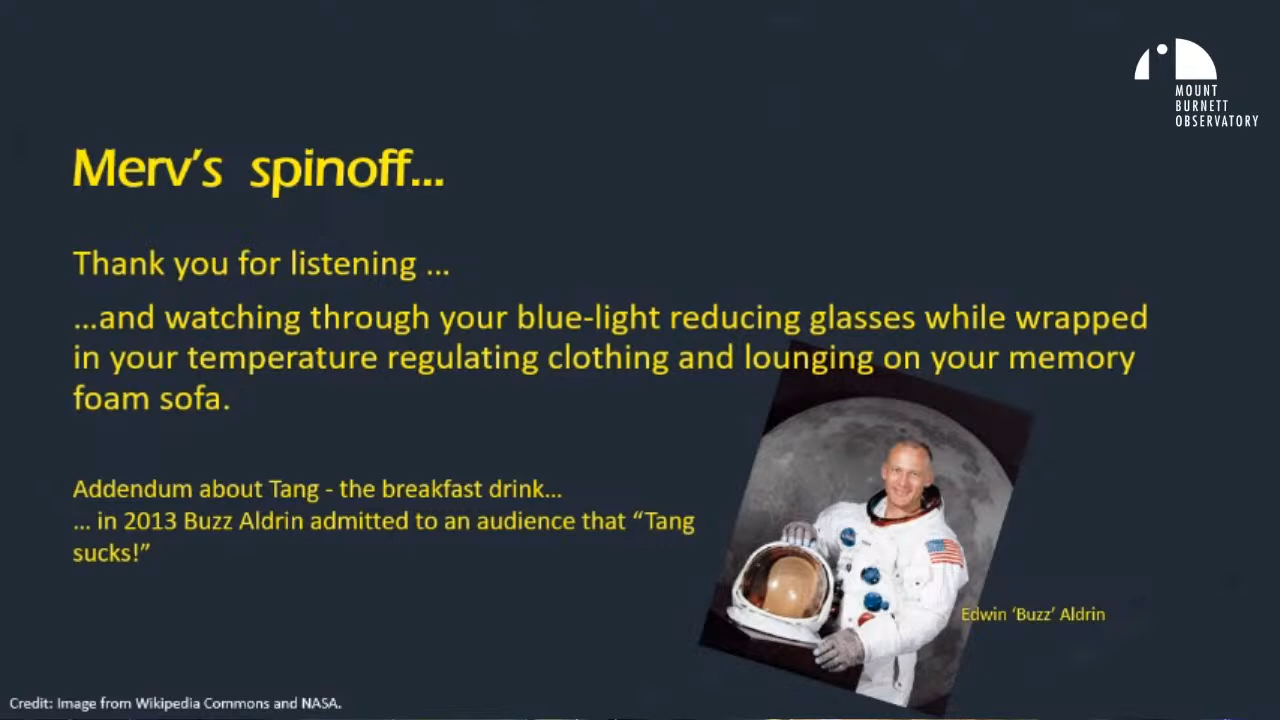 MOUNT
BURNETT
OBSERVATORY
Merv's spinoff...
Thank you for listening ...
...and watching through your blue-light reducing glasses while wrapped
in your temperature regulating clothing and lounging on your memory
foam sofa.
Addendum about Tang - the breakfast drink...
... in 2013 Buzz Aldrin admitted to an audience that “Tang
sucks!”
Edwin ‘Buzz’ Aldrin
Credit: Image from Wikipedia Commons and NASA.